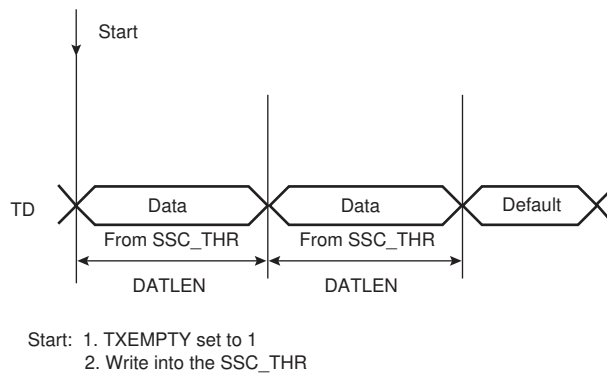 Start
TD
Data
Data
Default
From SSC_THR
From SSC_THR
DATLEN
DATLEN
Start: 1. TXEMPTY set to 1
2. Write into the SSC_THR